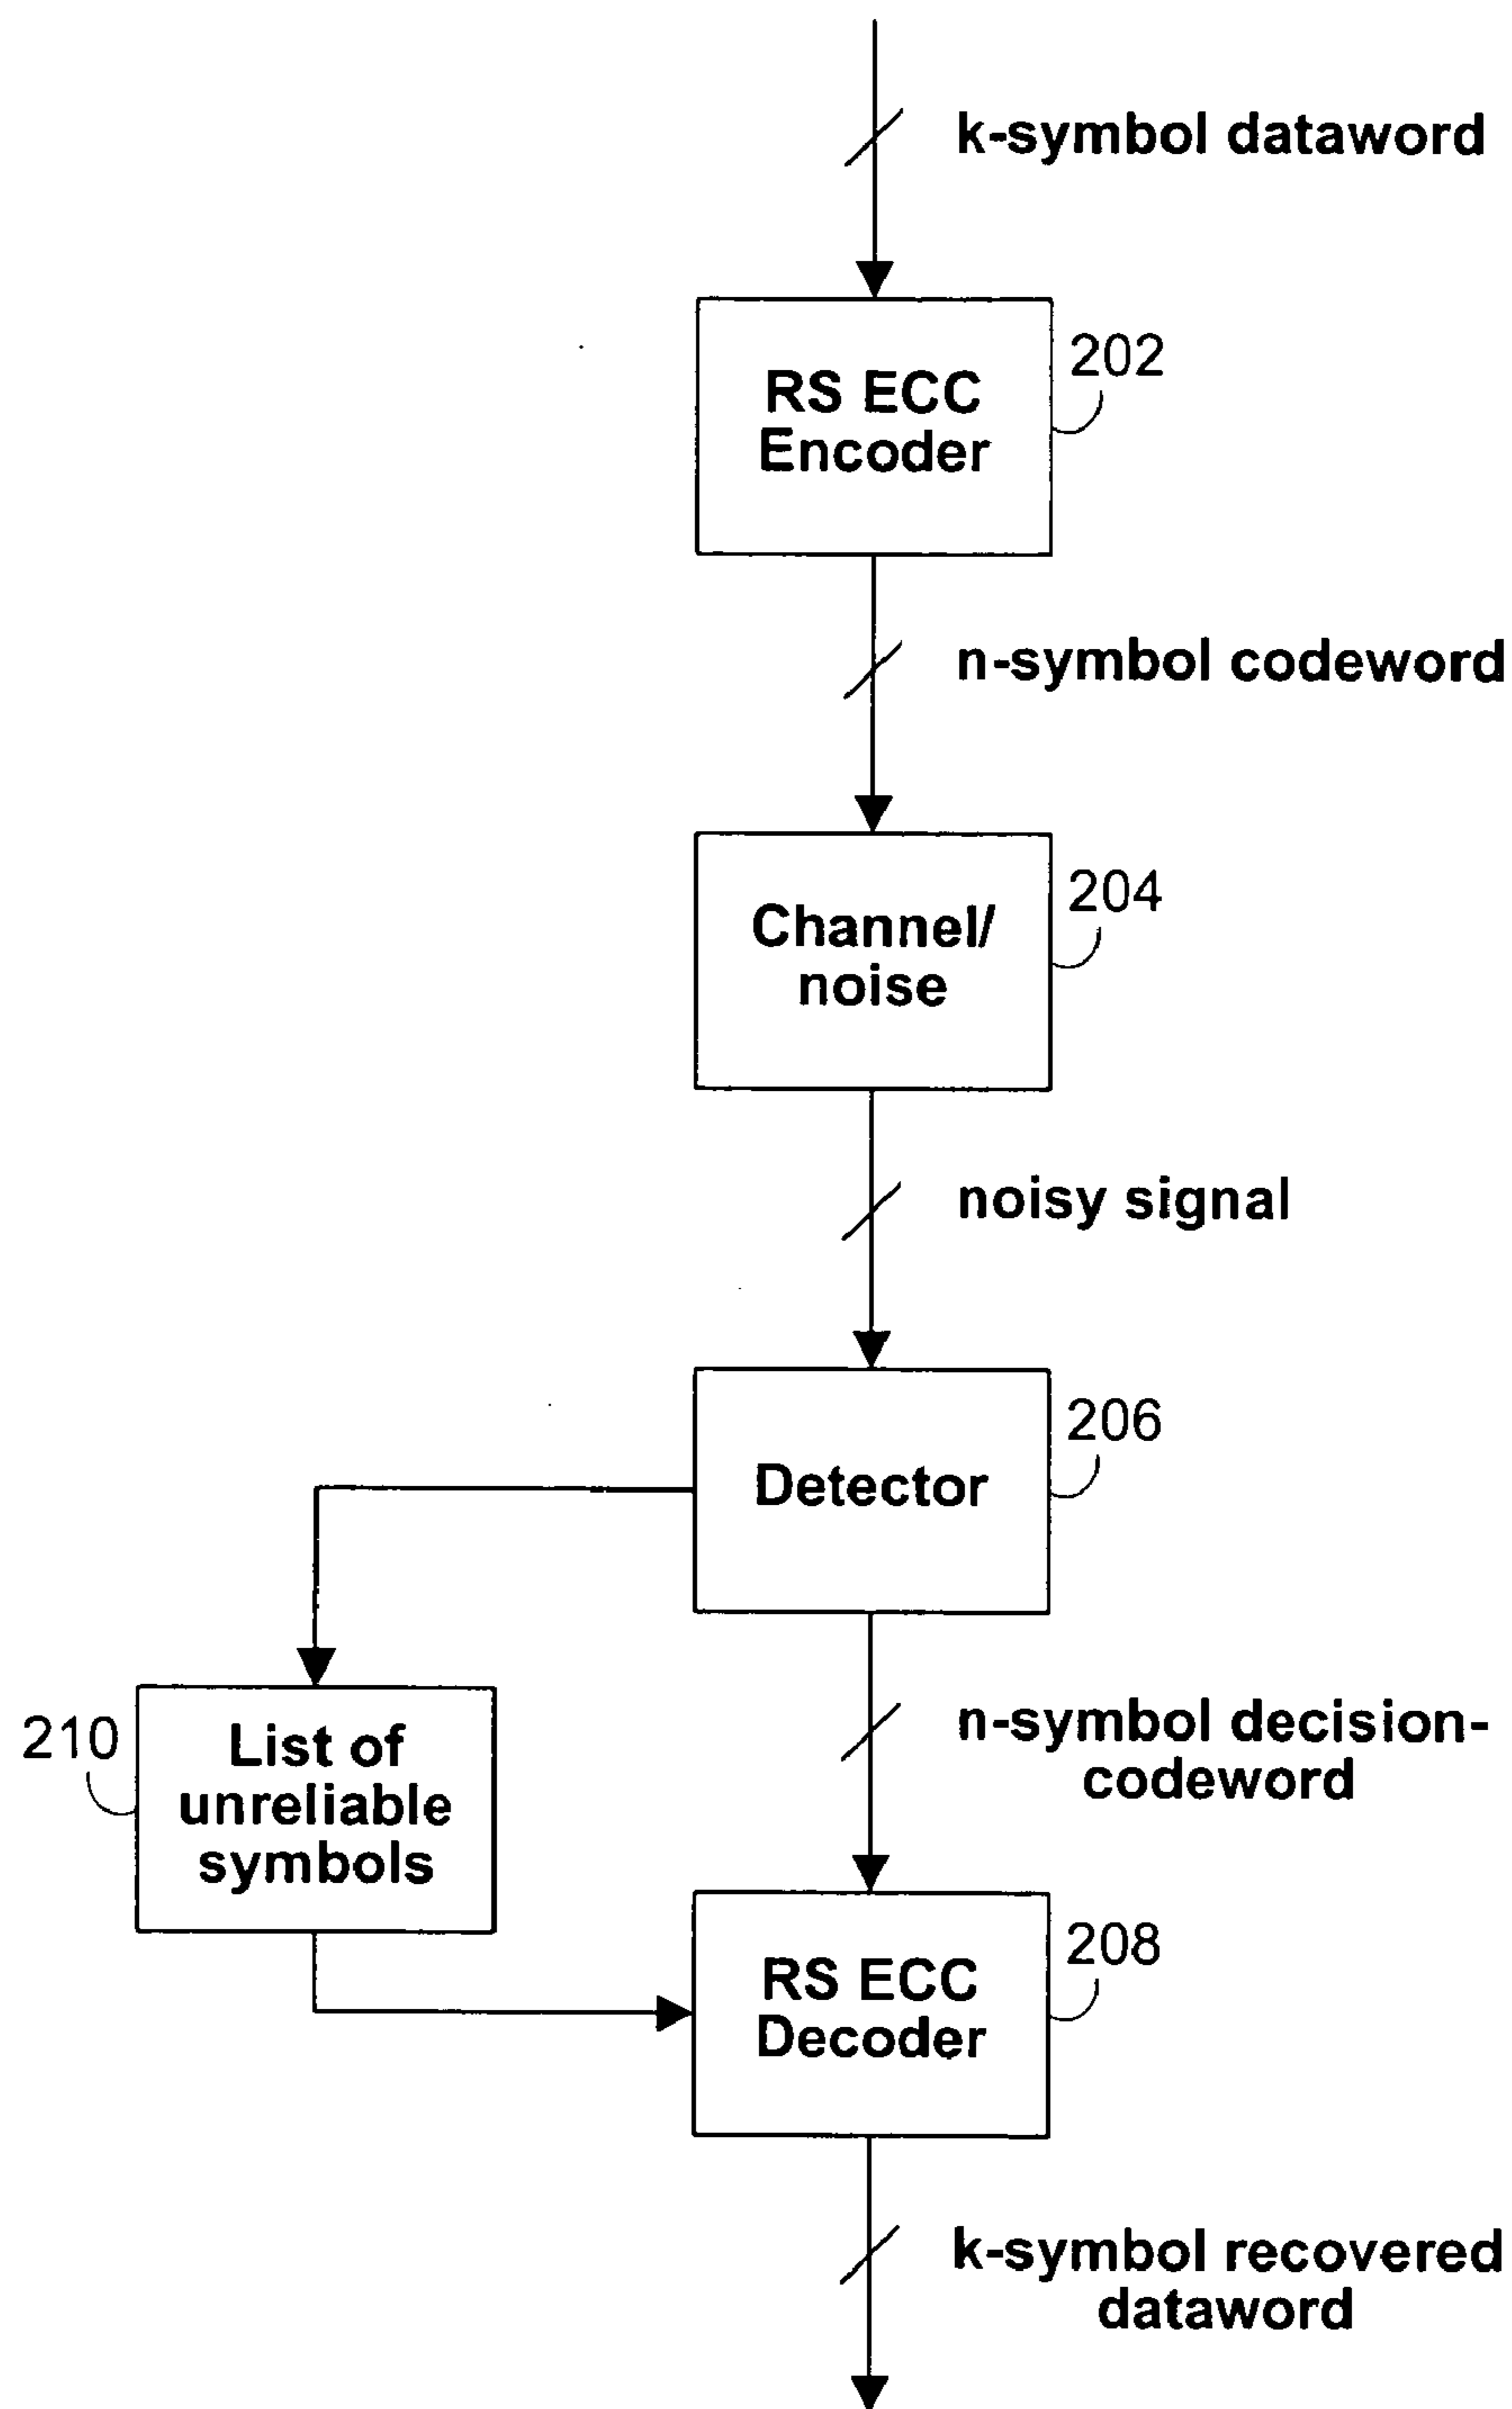 k-symbol dataword
RS ECC
Encoder
202
n-symbol codeword
Channel/
noise
204
noisy signal
Detector
206
210
List of
unreliable
symbols
n-symbol decision-
codeword
RS ECC
Decoder
208
k-symbol recovered
dataword